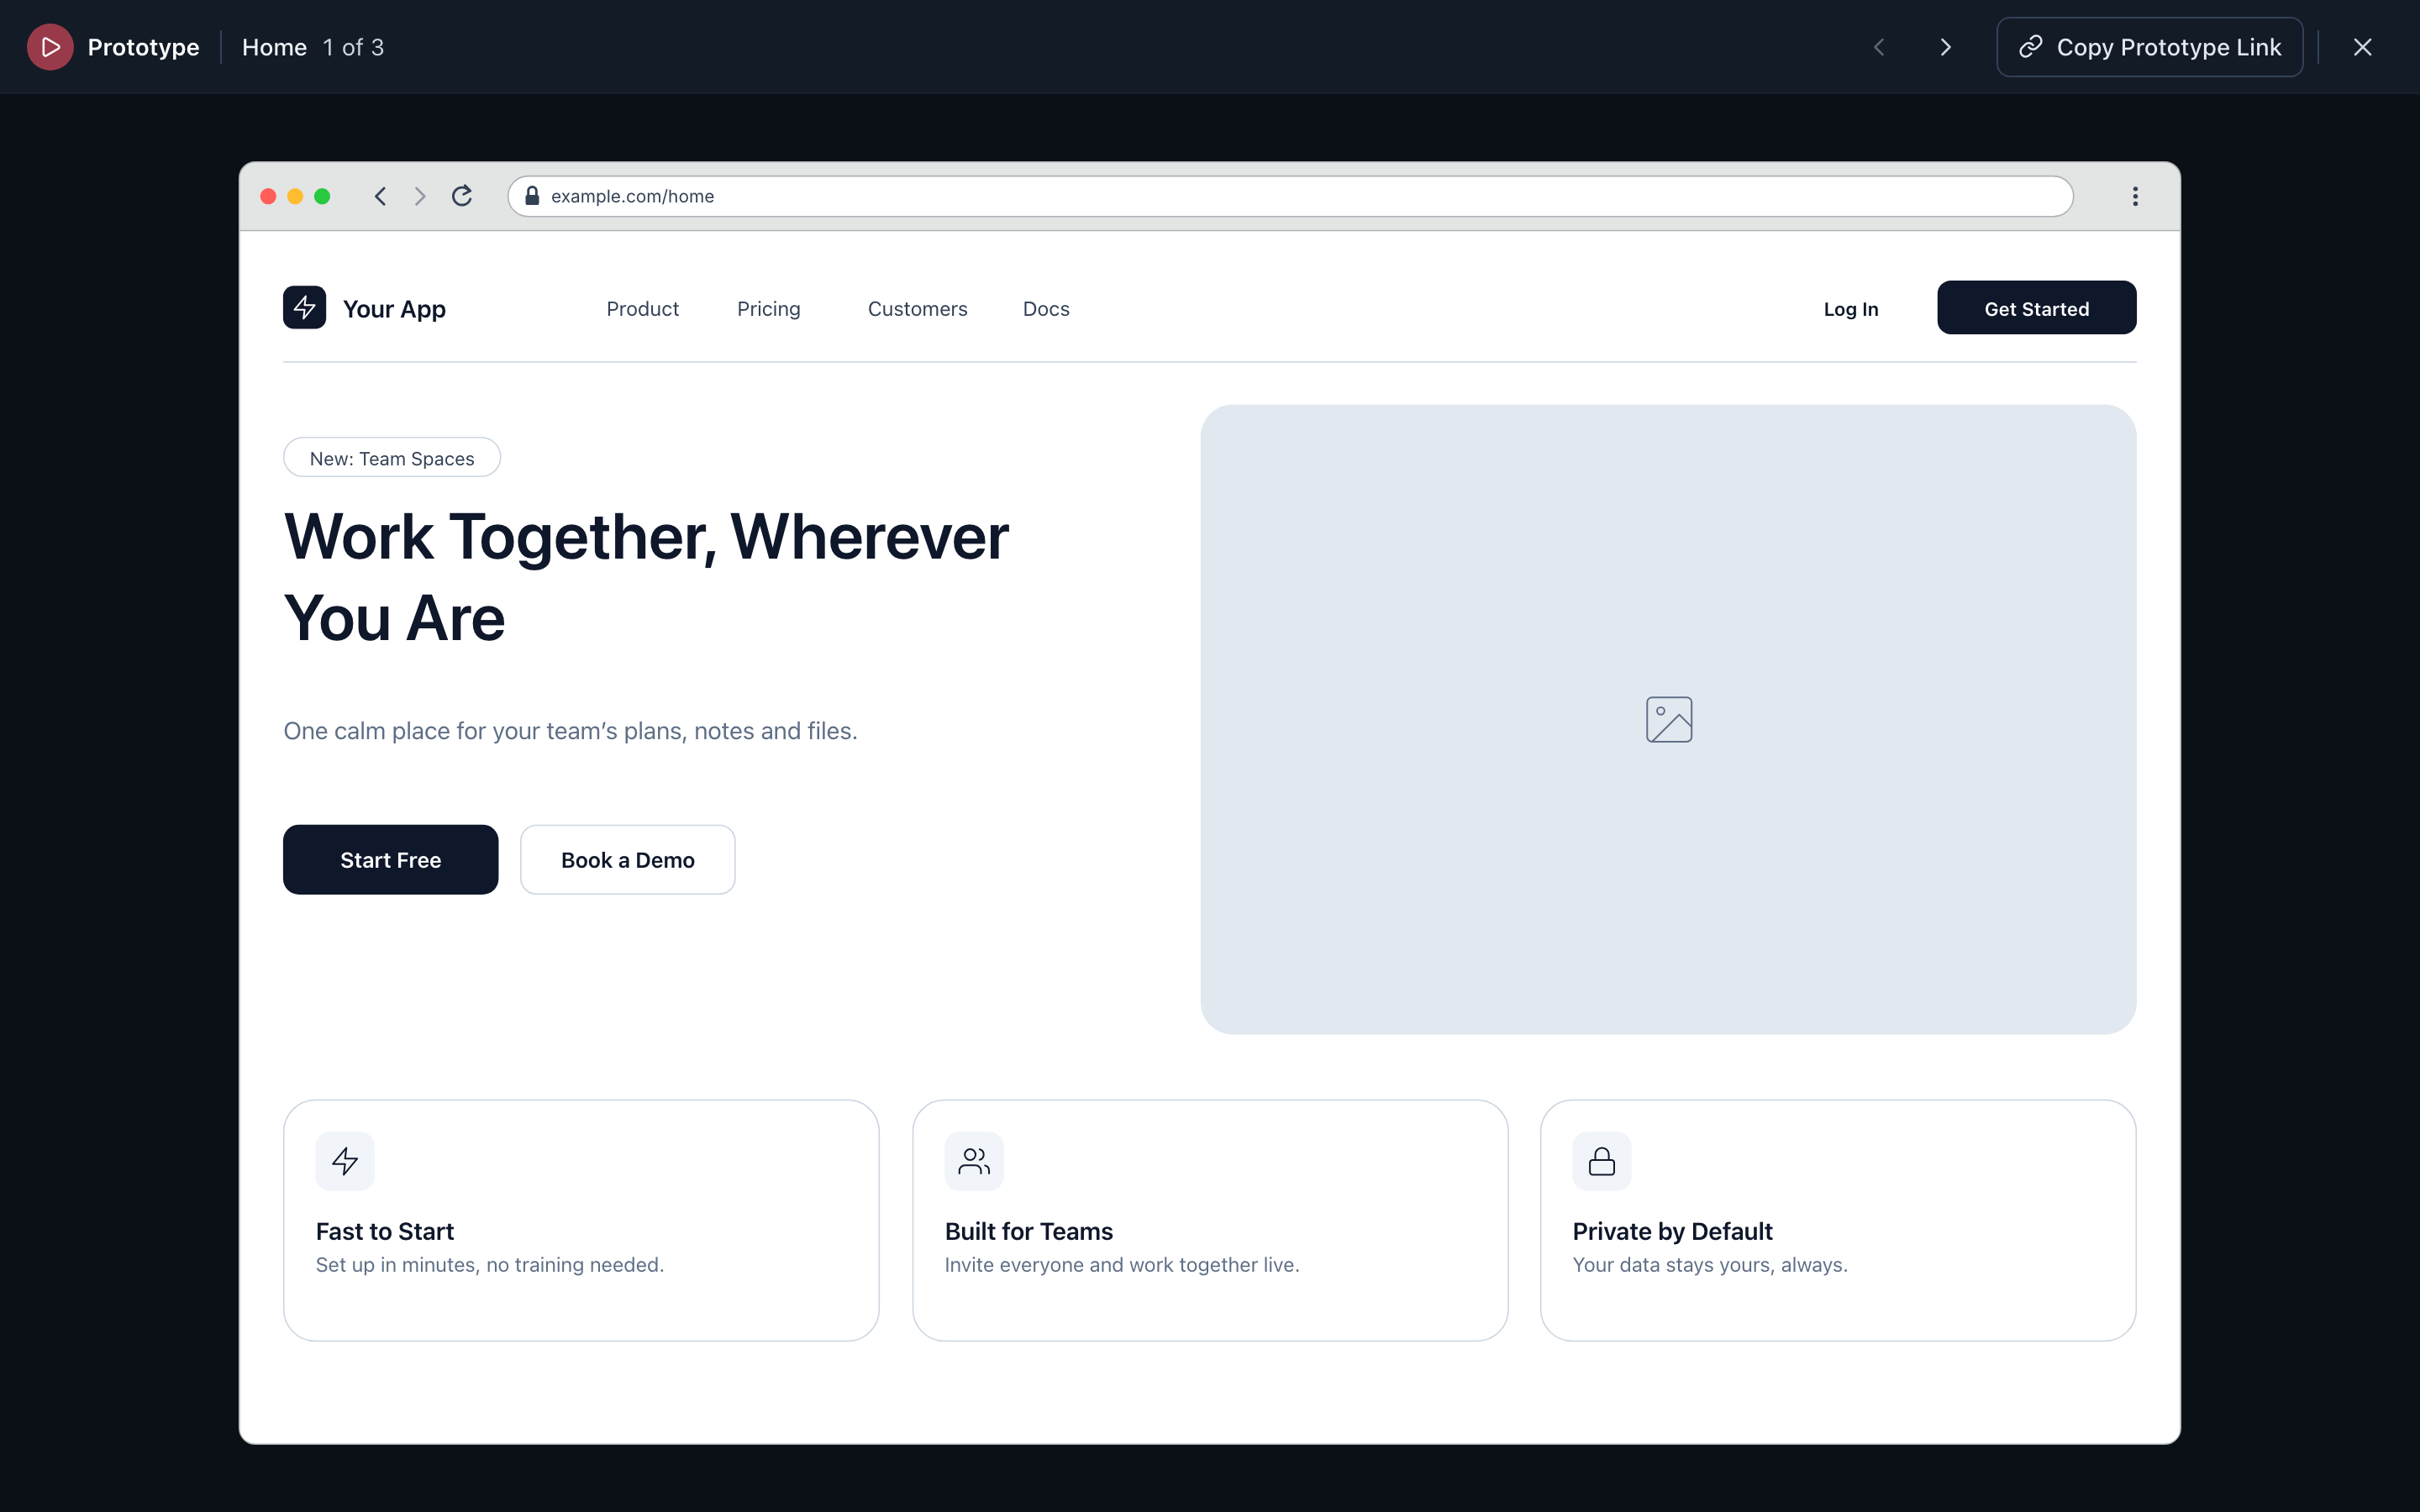 Prototype
Home 1 of 3
Copy Prototype Link
example.com/home
Your App
Product
Pricing
Customers
Docs
Log In
Get Started
New: Team Spaces
Work Together, Wherever
You Are
One calm place for your team’s plans, notes and files.
Start Free
Book a Demo
Fast to Start
Set up in minutes, no training needed.
Built for Teams
Invite everyone and work together live.
Private by Default
Your data stays yours, always.